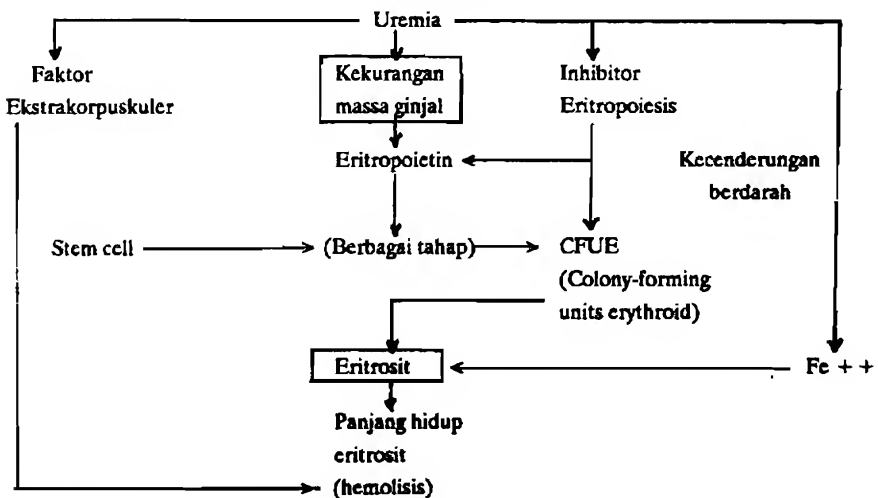 Uremia
Faktor
Ekstrakorpuskuler
Kekurangan
massa ginjal
Inhibitor
Eritropoiesis
Eritropoietin
Kecenderungan
berdarah
Stem cell
(Berbagai tahap)
CFUE
(Colony-forming
units erythroid)
Eritrosit
Fe + +
Panjang hidup
eritrosit
(hemolisis)